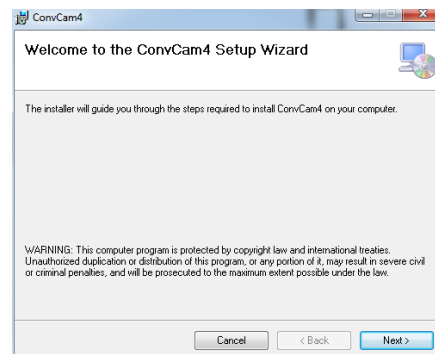 ConvCam4
Welcome to the ConvCam4 Setup Wizard
The installer will guide you through the steps required to install ConvCam4 on your computer.
WARNING: This computer program is protected by copyright law and international treaties.
Unauthorized duplication or distribution of this program, or any portion of it, may result in severe civil
or criminal penalties, and will be prosecuted to the maximum extent possible under the law.
Cancel
< Back
Next >